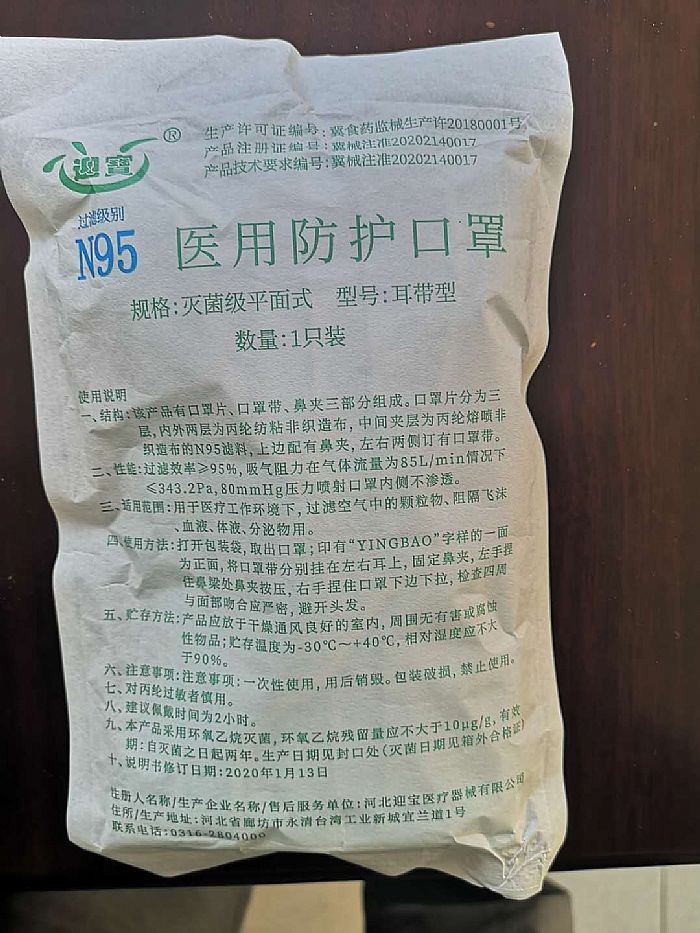 迎宝®
生产许可证编号：冀食药监械生产许20180001号
产品注册证编号：冀械注准20202140017
产品技术要求编号：冀械注准20202140017
过滤级别
N95
医用防护口罩
规格：灭菌级平面式 型号：耳带型
数量：1只装
使用说明
一、结构：该产品有口罩片、口罩带、鼻夹三部分组成。口罩片分为三
层，内外两层为丙纶纺粘非织造布，中间夹层为丙纶熔喷非
织造布的N95滤料，上边配有鼻夹，左右两侧订有口罩带。
二、性能：过滤效率≥95%，吸气阻力在气体流量为85L/min情况下
≤343.2Pa，80mmHg压力喷射口罩内侧不渗透。
三、适用范围：用于医疗工作环境下，过滤空气中的颗粒物、阻隔飞沫
、血液、体液、分泌物用。
四、使用方法：打开包装袋，取出口罩；印有“YINGBAO”字样的一面
为正面，将口罩带分别挂在左右耳上，固定鼻夹，左手捏
住鼻梁处鼻夹按压，右手捏住口罩下边下拉，检查四周
与面部吻合应严密，避开头发。
五、贮存方法：产品应放于干燥通风良好的室内，周围无有害或腐蚀
性物品；贮存温度为-30℃～+40℃，相对湿度应不大
于90%。
六、注意事项：注意事项：一次性使用，用后销毁。包装破损，禁止使用。
七、对丙纶过敏者慎用。
八、建议佩戴时间为2小时。
九、本产品采用环氧乙烷灭菌，环氧乙烷残留量应不大于10μg/g，有效
期：自灭菌之日起两年。生产日期见封口处（灭菌日期见箱外合格证）
十、说明书修订日期：2020年1月13日
注册人名称/生产企业名称/售后服务单位：河北迎宝医疗器械有限公司
住所/生产地址：河北省廊坊市永清台湾工业新城宜兰道1号
联系电话：0316-2804009